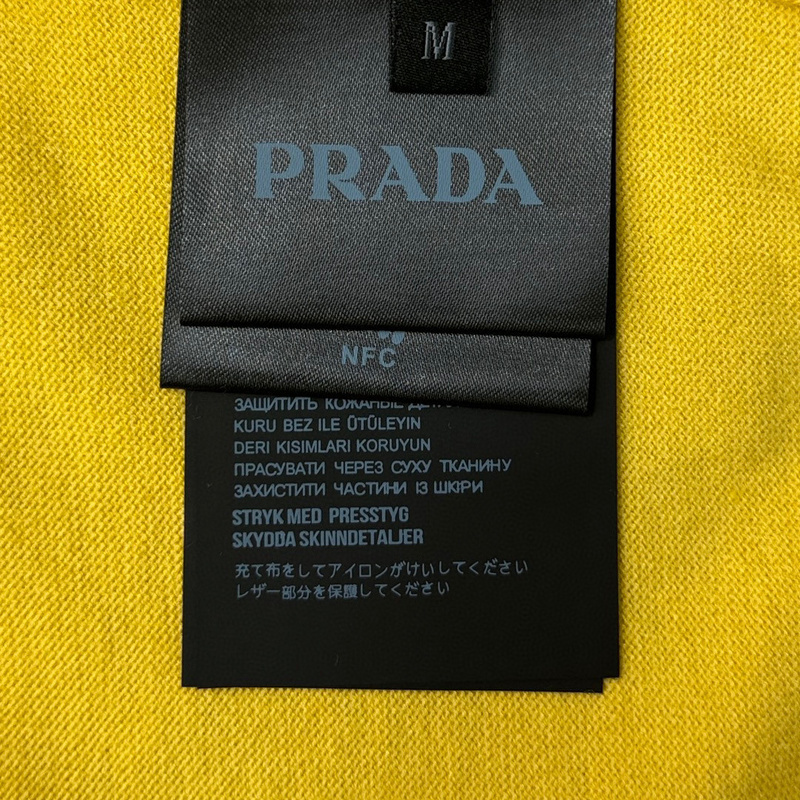 M
PRADA
NFC
ЗАЩИТИТЬ КОЖАНЫЕ
KURU BEZ ILE ÜTÜLEYIN
DERI KISIMLARI KORUYUN
ПРАСУВАТИ ЧЕРЕЗ СУХУ ТКАНИНУ
ЗАХИСТИТИ ЧАСТИНИ ІЗ ШКІРИ
STRYK MED PRESSTYG
SKYDDA SKINNDETALJER
充て布をしてアイロンがけいしてください
レザー部分を保護してください